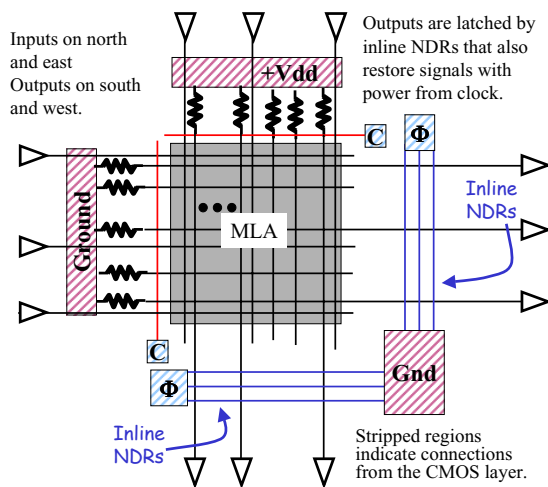 Inputs on north
and east
Outputs on south
and west.
Outputs are latched by
inline NDRs that also
restore signals with
power from clock.
+Vdd
C
Φ
Ground
Inline
NDRs
MLA
C
Φ
Gnd
Inline
NDRs
Stripped regions
indicate connections
from the CMOS layer.